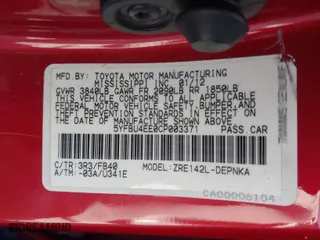 MFD. BY: TOYOTA MOTOR MANUFACTURING
MISSISSIPPI INC. 01/12
GVWR 3840LB GAWR FR 2090LB RR 1850LB
THIS VEHICLE CONFORMS TO ALL APPLICABLE
FEDERAL MOTOR VEHICLE SAFETY, BUMPER, AND
THEFT PREVENTION STANDARDS IN EFFECT ON
THE DATE OF MANUFACTURE SHOWN ABOVE.
5YFBU4EE0CP003371 PASS.CAR
C/TR: 3R3/FB40 MODEL: ZRE142L-DEPNKA
A/TM: -03A/U341E
CA00005104